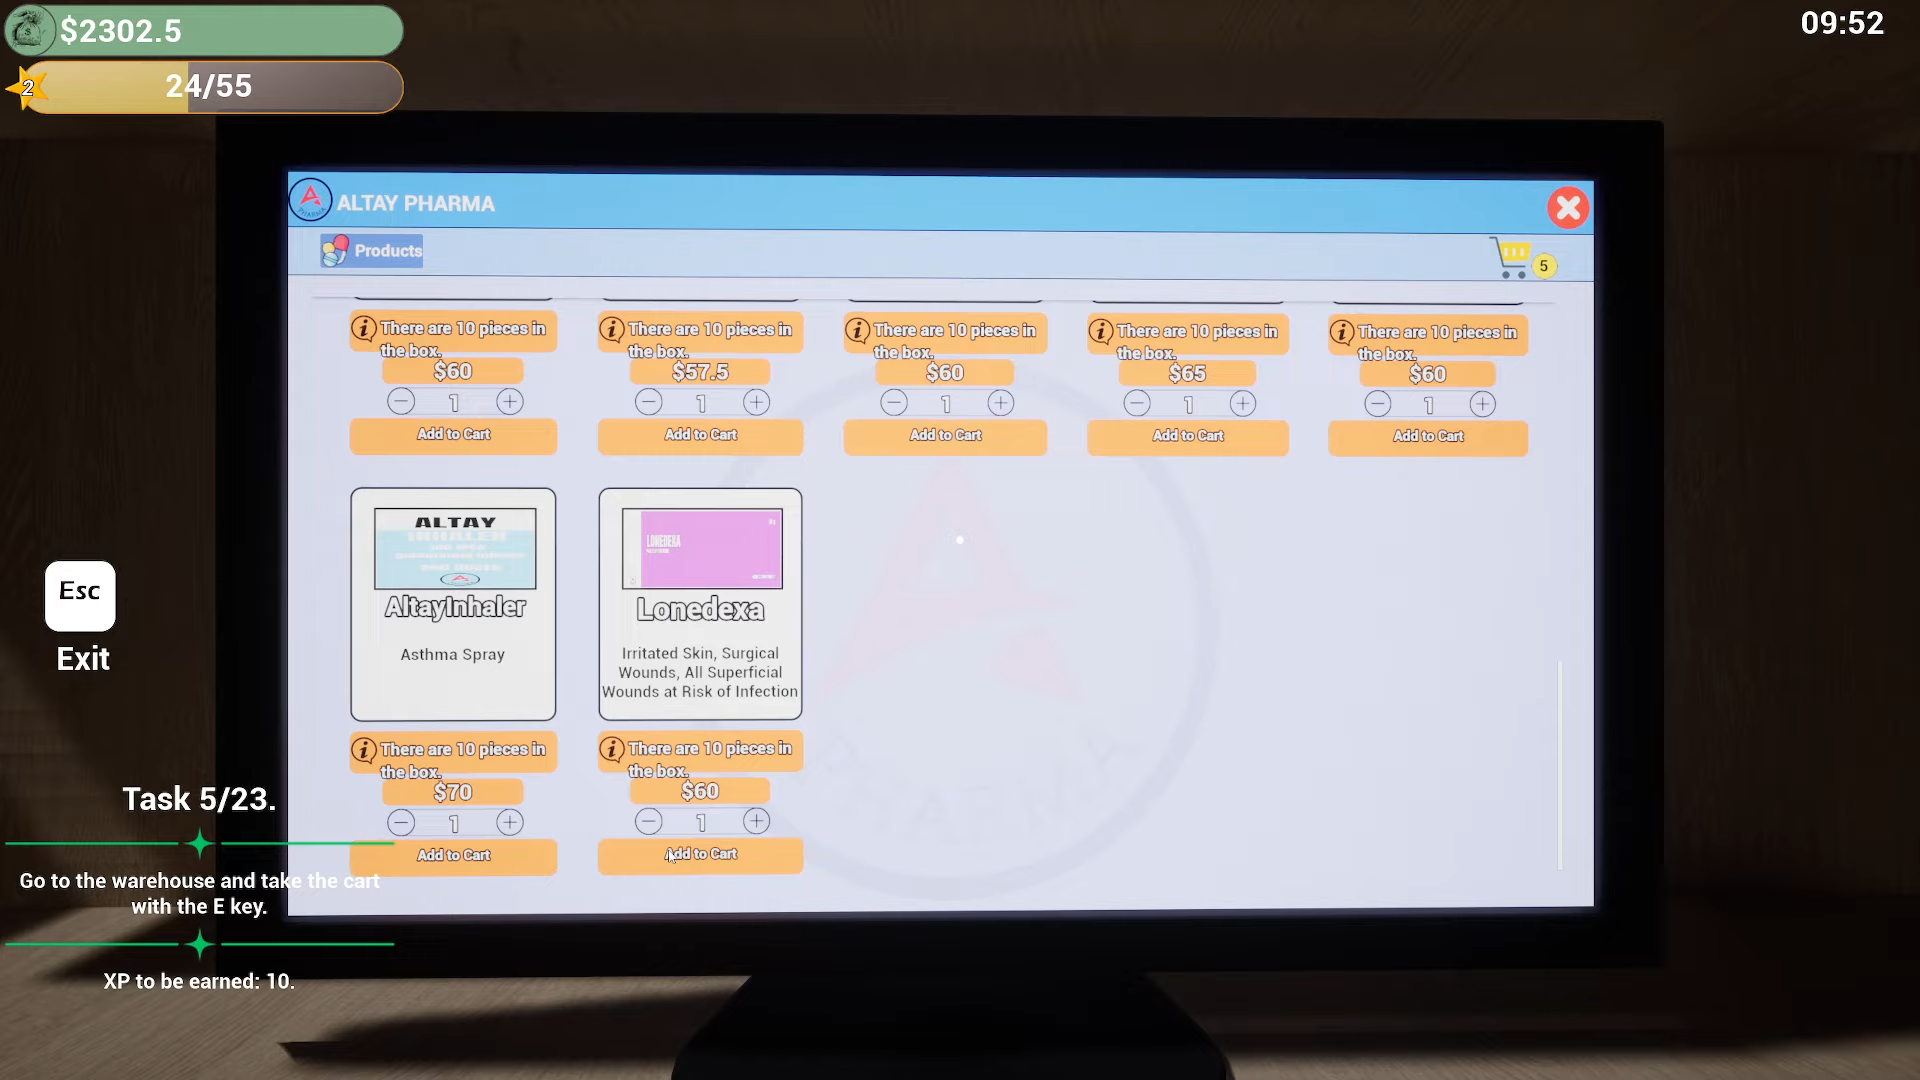 $2302.5
09:52
2
24/55
ALTAY PHARMA
Products
5
There are 10 pieces in
the box.
$60
1
Add to Cart
There are 10 pieces in
the box.
$57.5
1
Add to Cart
There are 10 pieces in
the box.
$60
1
Add to Cart
There are 10 pieces in
the box.
$65
1
Add to Cart
There are 10 pieces in
the box.
$60
1
Add to Cart
ALTAY
INHALER
AltayInhaler
Asthma Spray
There are 10 pieces in
the box.
$70
1
Add to Cart
LONEDEXA
Lonedexa
Irritated Skin, Surgical
Wounds, All Superficial
Wounds at Risk of Infection
There are 10 pieces in
the box.
$60
1
Add to Cart
Esc
Exit
Task 5/23.
Go to the warehouse and take the cart
with the E key.
XP to be earned: 10.